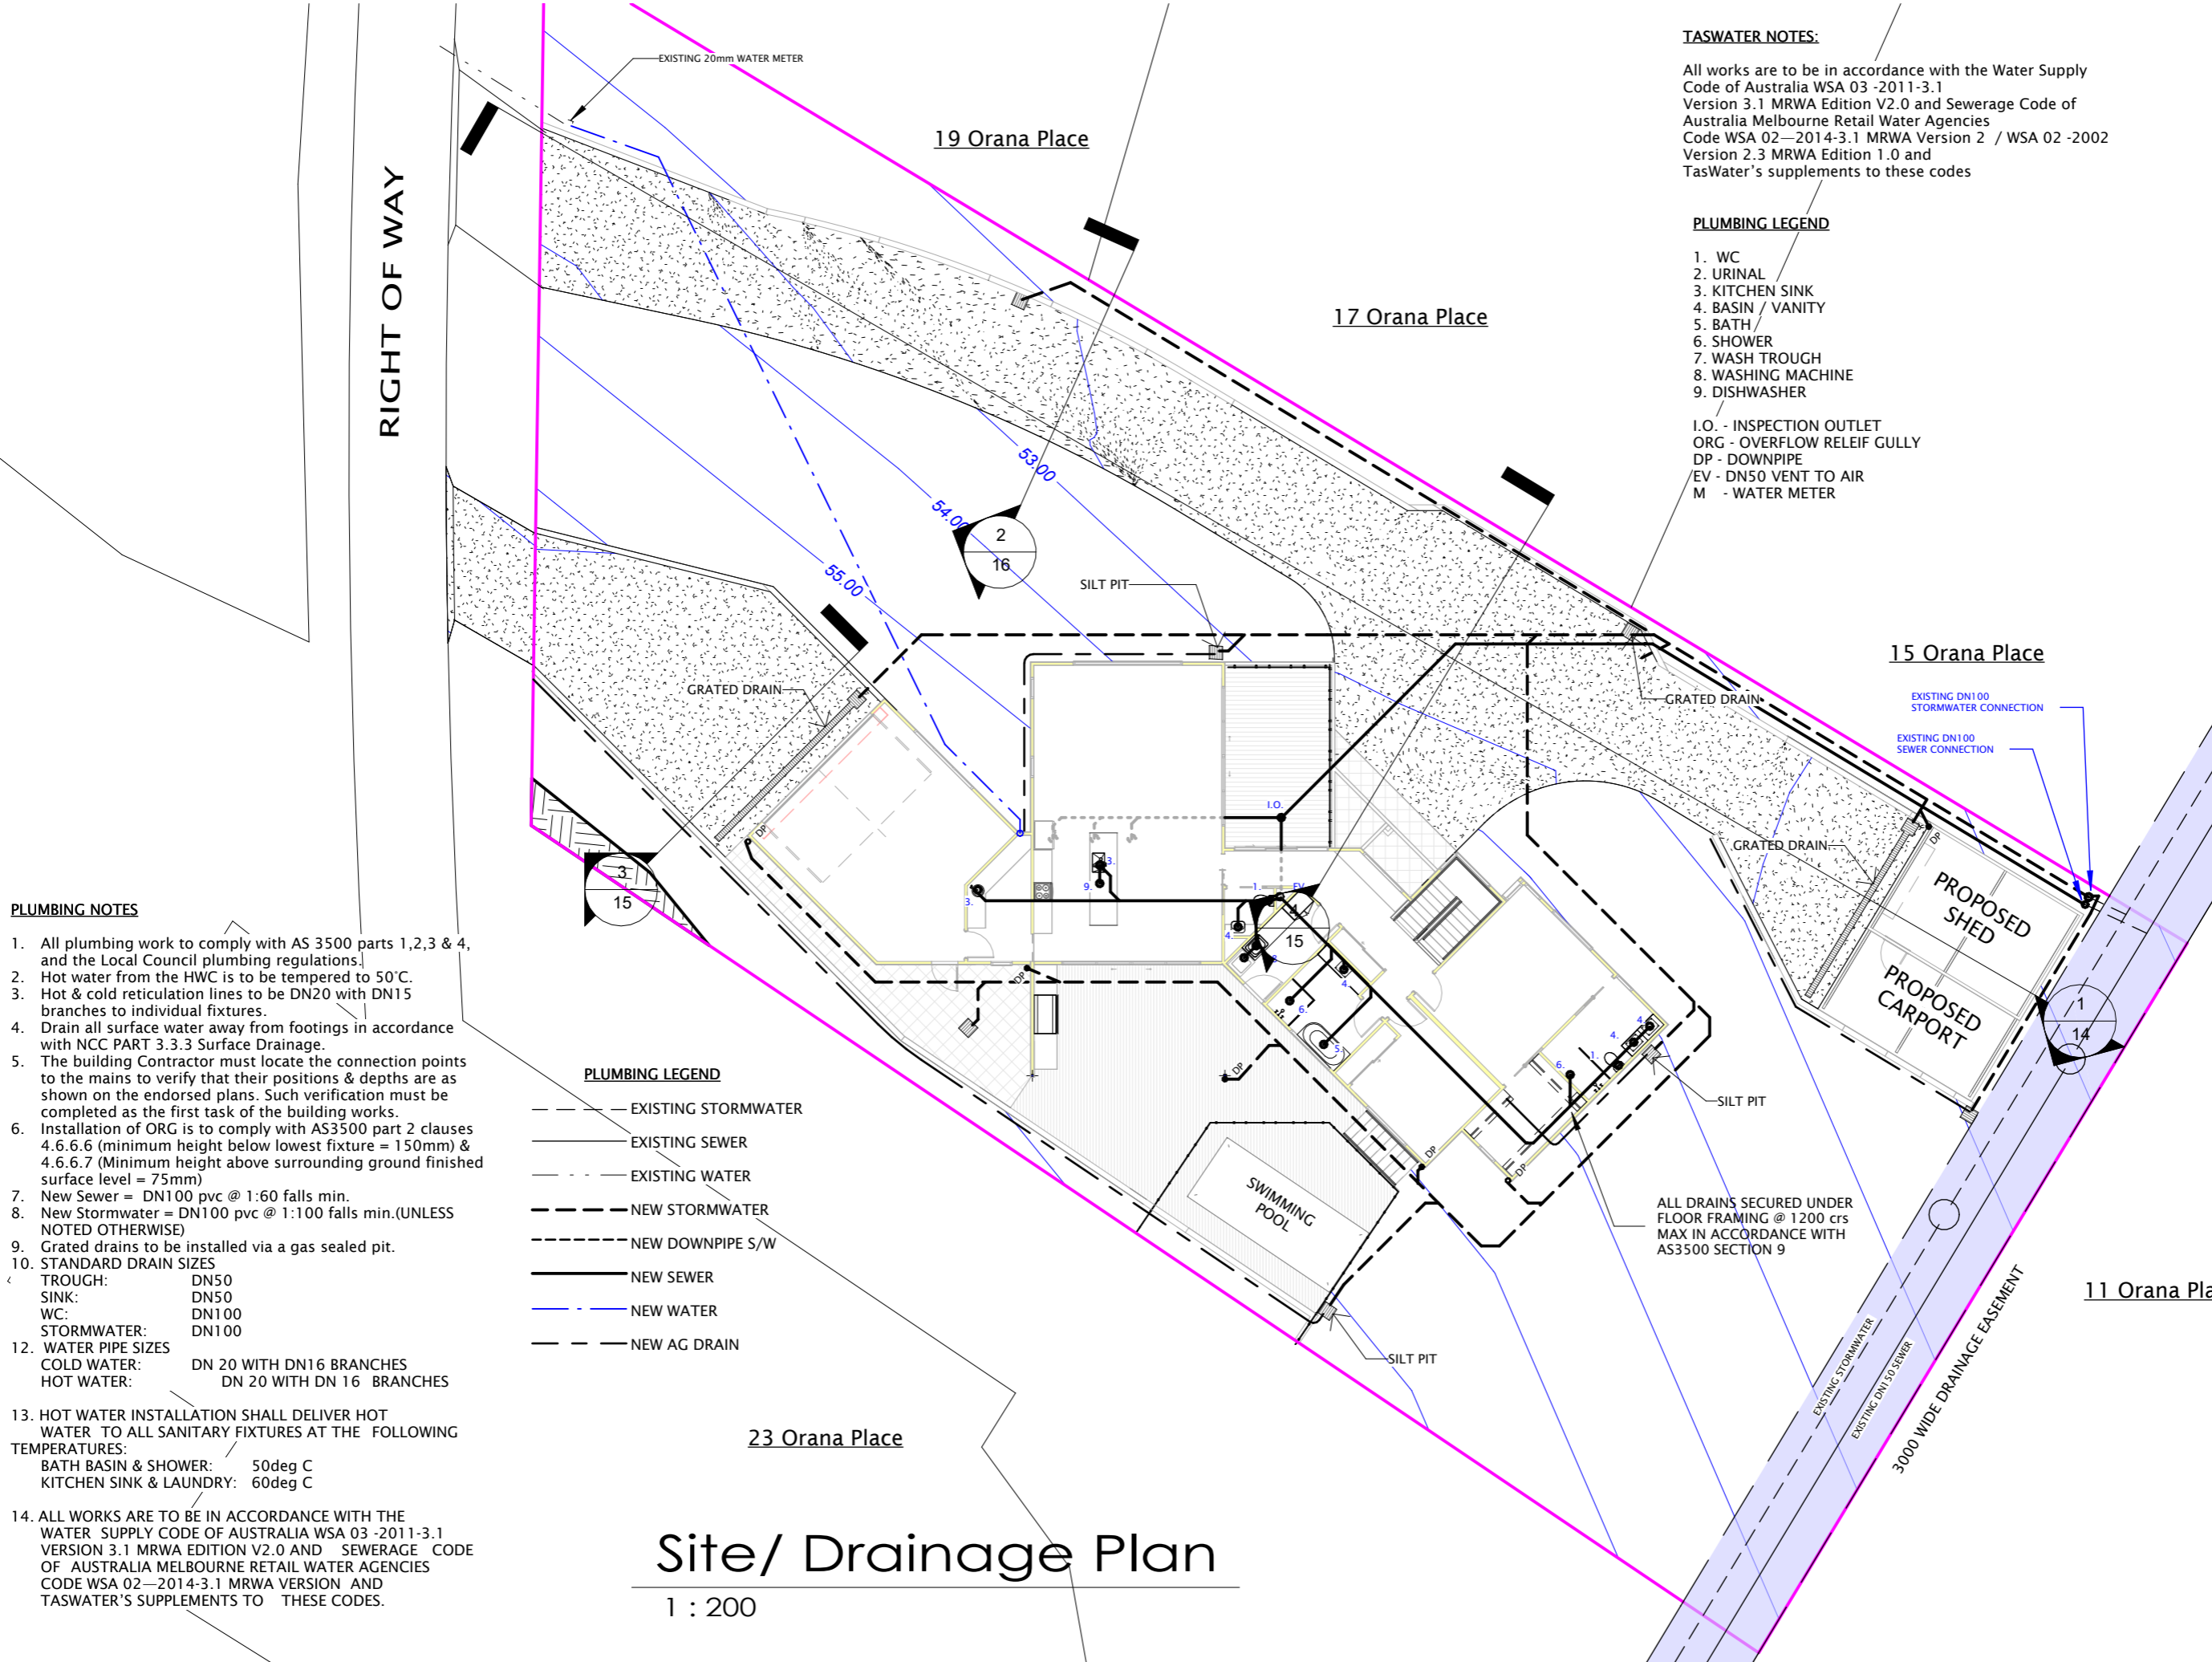 TASWATER NOTES:
All works are to be in accordance with the Water Supply
Code of Australia WSA 03 -2011-3.1
Version 3.1 MRWA Edition V2.0 and Sewerage Code of
Australia Melbourne Retail Water Agencies
Code WSA 02—2014-3.1 MRWA Version 2 / WSA 02 -2002
Version 2.3 MRWA Edition 1.0 and
TasWater's supplements to these codes
PLUMBING LEGEND
1. WC
2. URINAL
3. KITCHEN SINK
4. BASIN / VANITY
5. BATH
6. SHOWER
7. WASH TROUGH
8. WASHING MACHINE
9. DISHWASHER
I.O. - INSPECTION OUTLET
ORG - OVERFLOW RELEIF GULLY
DP - DOWNPIPE
EV - DN50 VENT TO AIR
M - WATER METER
EXISTING 20mm WATER METER
19 Orana Place
17 Orana Place
RIGHT OF WAY
53.00
54.00
55.00
2
16
SILT PIT
15 Orana Place
EXISTING DN100
STORMWATER CONNECTION
EXISTING DN100
SEWER CONNECTION
GRATED DRAIN
GRATED DRAIN
GRATED DRAIN
DP
I.O.
DP
3.
9.
3.
1.
EV
4
15
4.
3
15
DP
4.
6.
5.
DP
4.
4.
1.
6.
DP
DP
PROPOSED
SHED
PROPOSED
CARPORT
1
14
SILT PIT
SWIMMING
POOL
ALL DRAINS SECURED UNDER
FLOOR FRAMING @ 1200 crs
MAX IN ACCORDANCE WITH
AS3500 SECTION 9
SILT PIT
EXISTING STORMWATER
EXISTING DN150 SEWER
3000 WIDE DRAINAGE EASEMENT
11 Orana Pla
23 Orana Place
PLUMBING NOTES
1. All plumbing work to comply with AS 3500 parts 1,2,3 & 4,
and the Local Council plumbing regulations.
2. Hot water from the HWC is to be tempered to 50°C.
3. Hot & cold reticulation lines to be DN20 with DN15
branches to individual fixtures.
4. Drain all surface water away from footings in accordance
with NCC PART 3.3.3 Surface Drainage.
5. The building Contractor must locate the connection points
to the mains to verify that their positions & depths are as
shown on the endorsed plans. Such verification must be
completed as the first task of the building works.
6. Installation of ORG is to comply with AS3500 part 2 clauses
4.6.6.6 (minimum height below lowest fixture = 150mm) &
4.6.6.7 (Minimum height above surrounding ground finished
surface level = 75mm)
7. New Sewer = DN100 pvc @ 1:60 falls min.
8. New Stormwater = DN100 pvc @ 1:100 falls min.(UNLESS
NOTED OTHERWISE)
9. Grated drains to be installed via a gas sealed pit.
10. STANDARD DRAIN SIZES
TROUGH: DN50
SINK: DN50
WC: DN100
STORMWATER: DN100
12. WATER PIPE SIZES
COLD WATER: DN 20 WITH DN16 BRANCHES
HOT WATER: DN 20 WITH DN 16 BRANCHES
13. HOT WATER INSTALLATION SHALL DELIVER HOT
WATER TO ALL SANITARY FIXTURES AT THE FOLLOWING
TEMPERATURES:
BATH BASIN & SHOWER: 50deg C
KITCHEN SINK & LAUNDRY: 60deg C
14. ALL WORKS ARE TO BE IN ACCORDANCE WITH THE
WATER SUPPLY CODE OF AUSTRALIA WSA 03 -2011-3.1
VERSION 3.1 MRWA EDITION V2.0 AND SEWERAGE CODE
OF AUSTRALIA MELBOURNE RETAIL WATER AGENCIES
CODE WSA 02—2014-3.1 MRWA VERSION AND
TASWATER'S SUPPLEMENTS TO THESE CODES.
PLUMBING LEGEND
EXISTING STORMWATER
EXISTING SEWER
EXISTING WATER
NEW STORMWATER
NEW DOWNPIPE S/W
NEW SEWER
NEW WATER
NEW AG DRAIN
Site/ Drainage Plan
1 : 200